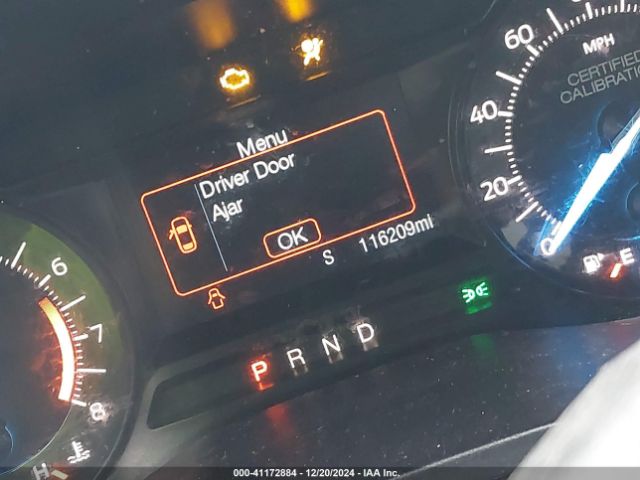 60
MPH
CERTIFIED
CALIBRATIO
40
20
0
Menu
Driver Door
Ajar
OK
S 116209mi
E
6
7
8
H
P R N D
000-41172884 - 12/20/2024 - IAA Inc.